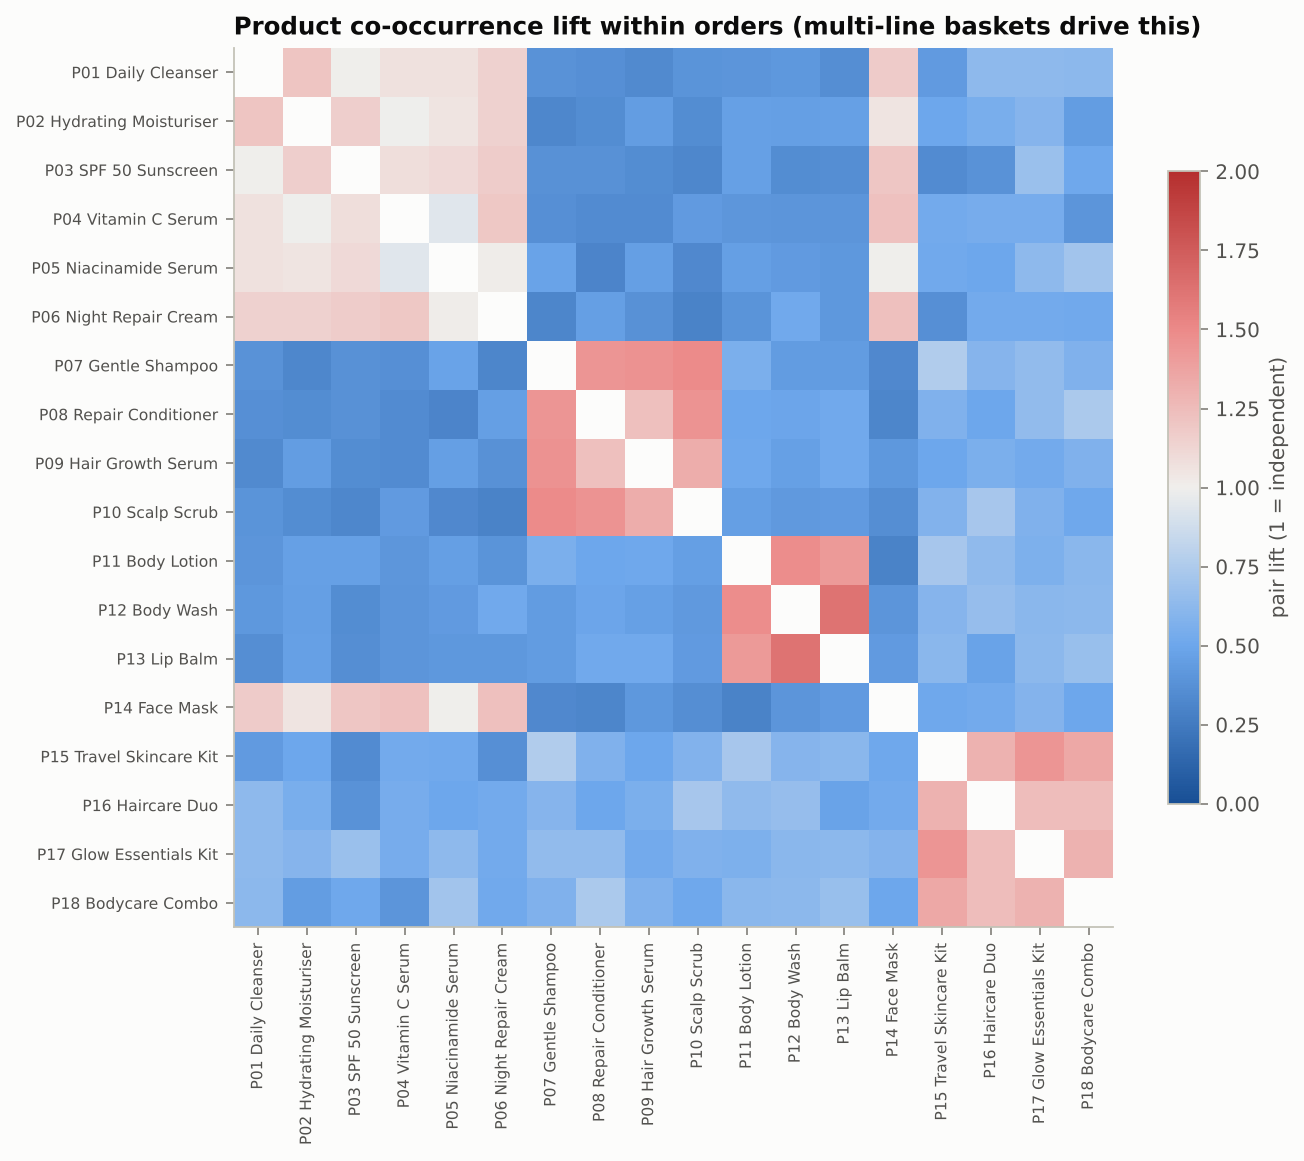 Product co-occurrence lift within orders (multi-line baskets drive this)
P01 Daily Cleanser
P02 Hydrating Moisturiser
P03 SPF 50 Sunscreen
P04 Vitamin C Serum
P05 Niacinamide Serum
P06 Night Repair Cream
P07 Gentle Shampoo
P08 Repair Conditioner
P09 Hair Growth Serum
P10 Scalp Scrub
P11 Body Lotion
P12 Body Wash
P13 Lip Balm
P14 Face Mask
P15 Travel Skincare Kit
P16 Haircare Duo
P17 Glow Essentials Kit
P18 Bodycare Combo
P01 Daily Cleanser
P02 Hydrating Moisturiser
P03 SPF 50 Sunscreen
P04 Vitamin C Serum
P05 Niacinamide Serum
P06 Night Repair Cream
P07 Gentle Shampoo
P08 Repair Conditioner
P09 Hair Growth Serum
P10 Scalp Scrub
P11 Body Lotion
P12 Body Wash
P13 Lip Balm
P14 Face Mask
P15 Travel Skincare Kit
P16 Haircare Duo
P17 Glow Essentials Kit
P18 Bodycare Combo
2.00
1.75
1.50
1.25
1.00
0.75
0.50
0.25
0.00
pair lift (1 = independent)